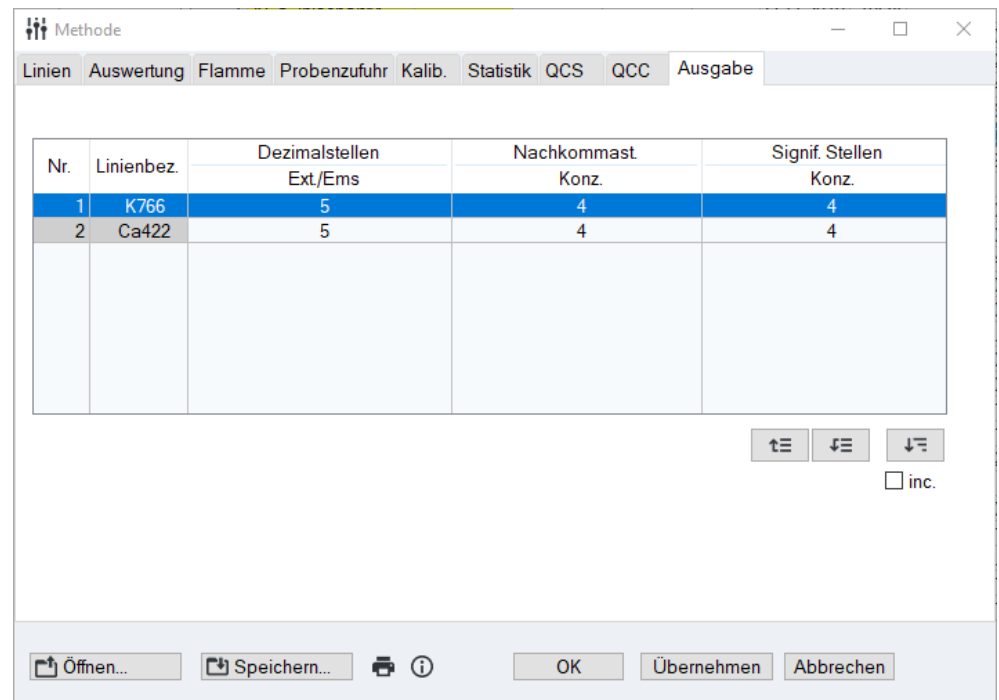 Methode
Linien Auswertung Flamme Probenzufuhr Kalib. Statistik QCS QCC Ausgabe
Nr. Linienbez. Dezimalstellen Nachkommast. Signif. Stellen
Ext./Ems Konz. Konz.
1 K766 5 4 4
2 Ca422 5 4 4
inc.
Öffnen... Speichern... OK Übernehmen Abbrechen